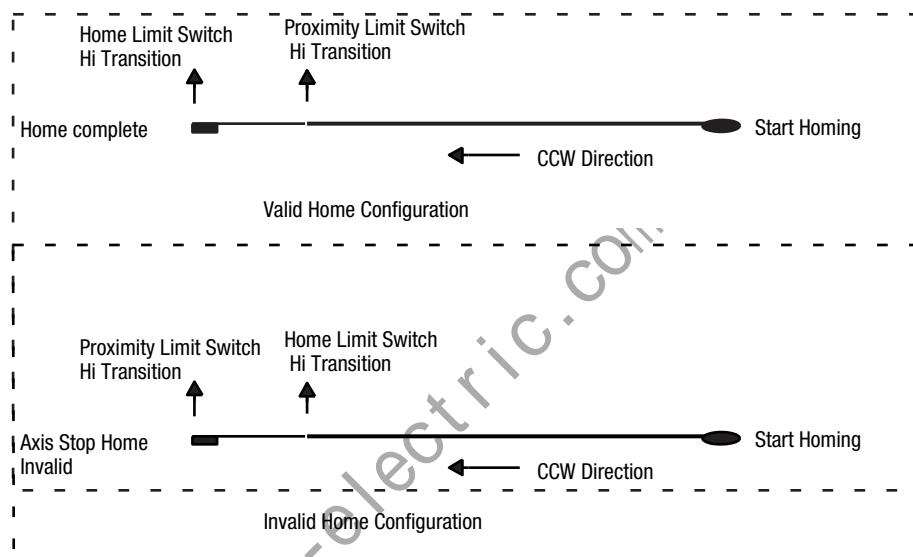 Home Limit Switch
Hi Transition
Proximity Limit Switch
Hi Transition
Home complete
Start Homing
CCW Direction
Valid Home Configuration
Proximity Limit Switch
Hi Transition
Home Limit Switch
Hi Transition
Axis Stop Home
Invalid
Start Homing
CCW Direction
Invalid Home Configuration
-electric.com